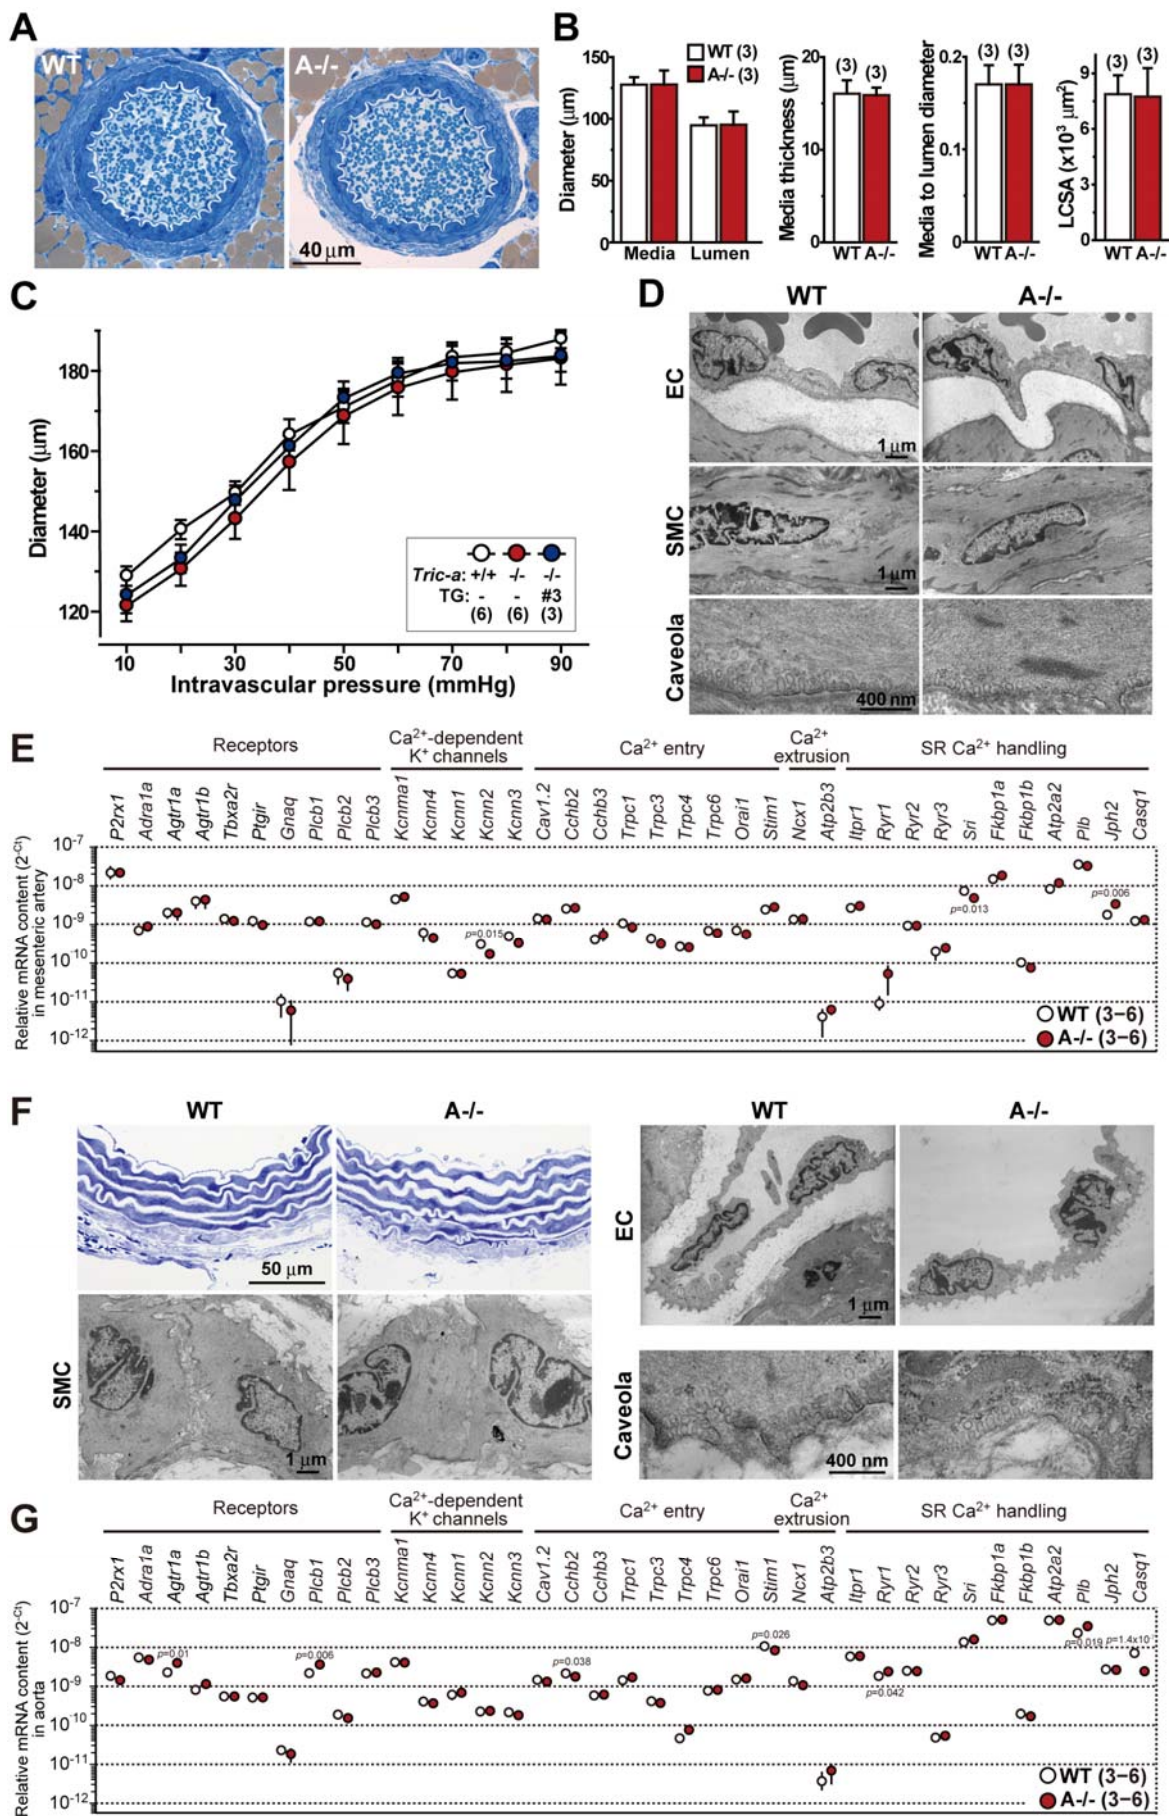 A
WT
A-/-
40 μm
B
Diameter (μm)
150
100
50
0
WT (3)
A-/- (3)
Media Lumen
Media thickness (μm)
20
10
0
(3) (3)
WT A-/-
Media to lumen diameter
0.2
0.1
0
(3) (3)
WT A-/-
LCSA (x10³ μm²)
9
6
3
0
(3) (3)
WT A-/-
C
Diameter (μm)
180
160
140
120
10 30 50 70 90
Intravascular pressure (mmHg)
Tric-a: +/+ -/- -/-
TG: - - #3
(6) (6) (3)
D
WT A-/-
EC
1 μm
SMC
1 μm
Caveola
400 nm
E
Receptors
Ca²⁺-dependent
K⁺ channels
Ca²⁺ entry
Ca²⁺
extrusion
SR Ca²⁺ handling
P2rx1 Adra1a Agtr1a Agtr1b Tbxa2r Ptgir Gnaq Plcb1 Plcb2 Plcb3 Kcnma1 Kcnn4 Kcnn1 Kcnn2 Kcnn3 Cav1.2 Cchb2 Cchb3 Trpc1 Trpc3 Trpc4 Trpc6 Orai1 Stim1 Ncx1 Atp2b3 Itpr1 Ryr1 Ryr2 Ryr3 Sri Fkbp1a Fkbp1b Atp2a2 Plb Jph2 Casq1
Relative mRNA content (2⁻ᶜᵗ)
in mesenteric artery
10⁻⁷
10⁻⁸
10⁻⁹
10⁻¹⁰
10⁻¹¹
10⁻¹²
p=0.015
p=0.013
p=0.006
WT (3−6)
A-/- (3−6)
F
WT A-/-
50 μm
SMC
1 μm
WT A-/-
EC
1 μm
Caveola
400 nm
G
Receptors
Ca²⁺-dependent
K⁺ channels
Ca²⁺ entry
Ca²⁺
extrusion
SR Ca²⁺ handling
P2rx1 Adra1a Agtr1a Agtr1b Tbxa2r Ptgir Gnaq Plcb1 Plcb2 Plcb3 Kcnma1 Kcnn4 Kcnn1 Kcnn2 Kcnn3 Cav1.2 Cchb2 Cchb3 Trpc1 Trpc3 Trpc4 Trpc6 Orai1 Stim1 Ncx1 Atp2b3 Itpr1 Ryr1 Ryr2 Ryr3 Sri Fkbp1a Fkbp1b Atp2a2 Plb Jph2 Casq1
Relative mRNA content (2⁻ᶜᵗ)
in aorta
10⁻⁷
10⁻⁸
10⁻⁹
10⁻¹⁰
10⁻¹¹
10⁻¹²
p=0.01
p=0.006
p=0.038
p=0.026
p=0.042
p=0.019
p=1.4x10
WT (3−6)
A-/- (3−6)